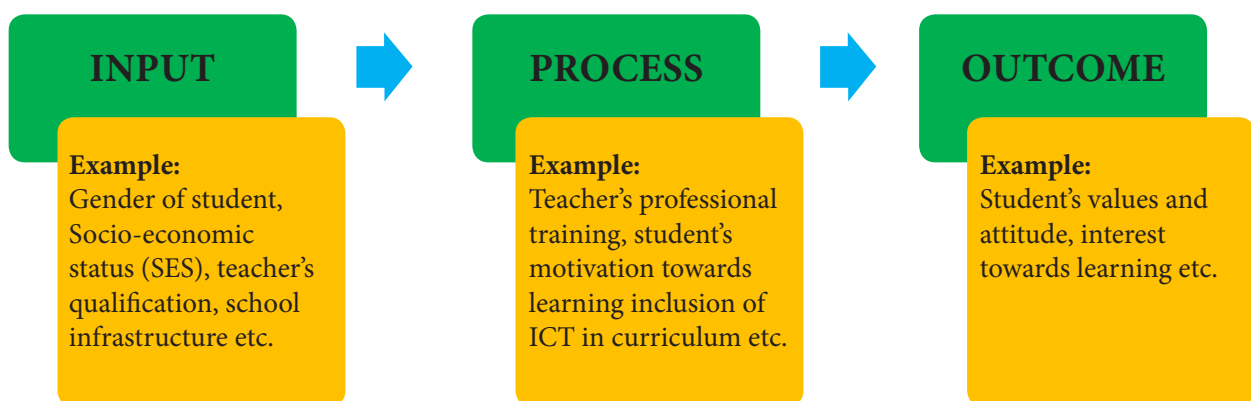 INPUT
Example:
Gender of student,
Socio-economic
status (SES), teacher’s
qualification, school
infrastructure etc.
PROCESS
Example:
Teacher’s professional
training, student’s
motivation towards
learning inclusion of
ICT in curriculum etc.
OUTCOME
Example:
Student’s values and
attitude, interest
towards learning etc.